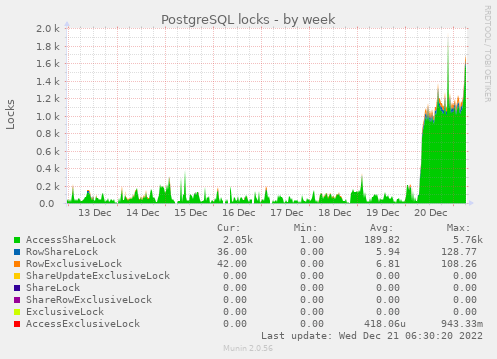 PostgreSQL locks - by week
RRDTOOL / TOBI OETIKER
Locks
2.0 k
1.8 k
1.6 k
1.4 k
1.2 k
1.0 k
0.8 k
0.6 k
0.4 k
0.2 k
0.0
13 Dec 14 Dec 15 Dec 16 Dec 17 Dec 18 Dec 19 Dec 20 Dec
Cur: Min: Avg: Max:
AccessShareLock 2.05k 1.00 189.82 5.76k
RowShareLock 36.00 0.00 5.94 128.77
RowExclusiveLock 42.00 0.00 6.81 108.26
ShareUpdateExclusiveLock 0.00 0.00 0.00 0.00
ShareLock 0.00 0.00 0.00 0.00
ShareRowExclusiveLock 0.00 0.00 0.00 0.00
ExclusiveLock 0.00 0.00 0.00 0.00
AccessExclusiveLock 0.00 0.00 418.06u 943.33m
Last update: Wed Dec 21 06:30:20 2022
Munin 2.0.56